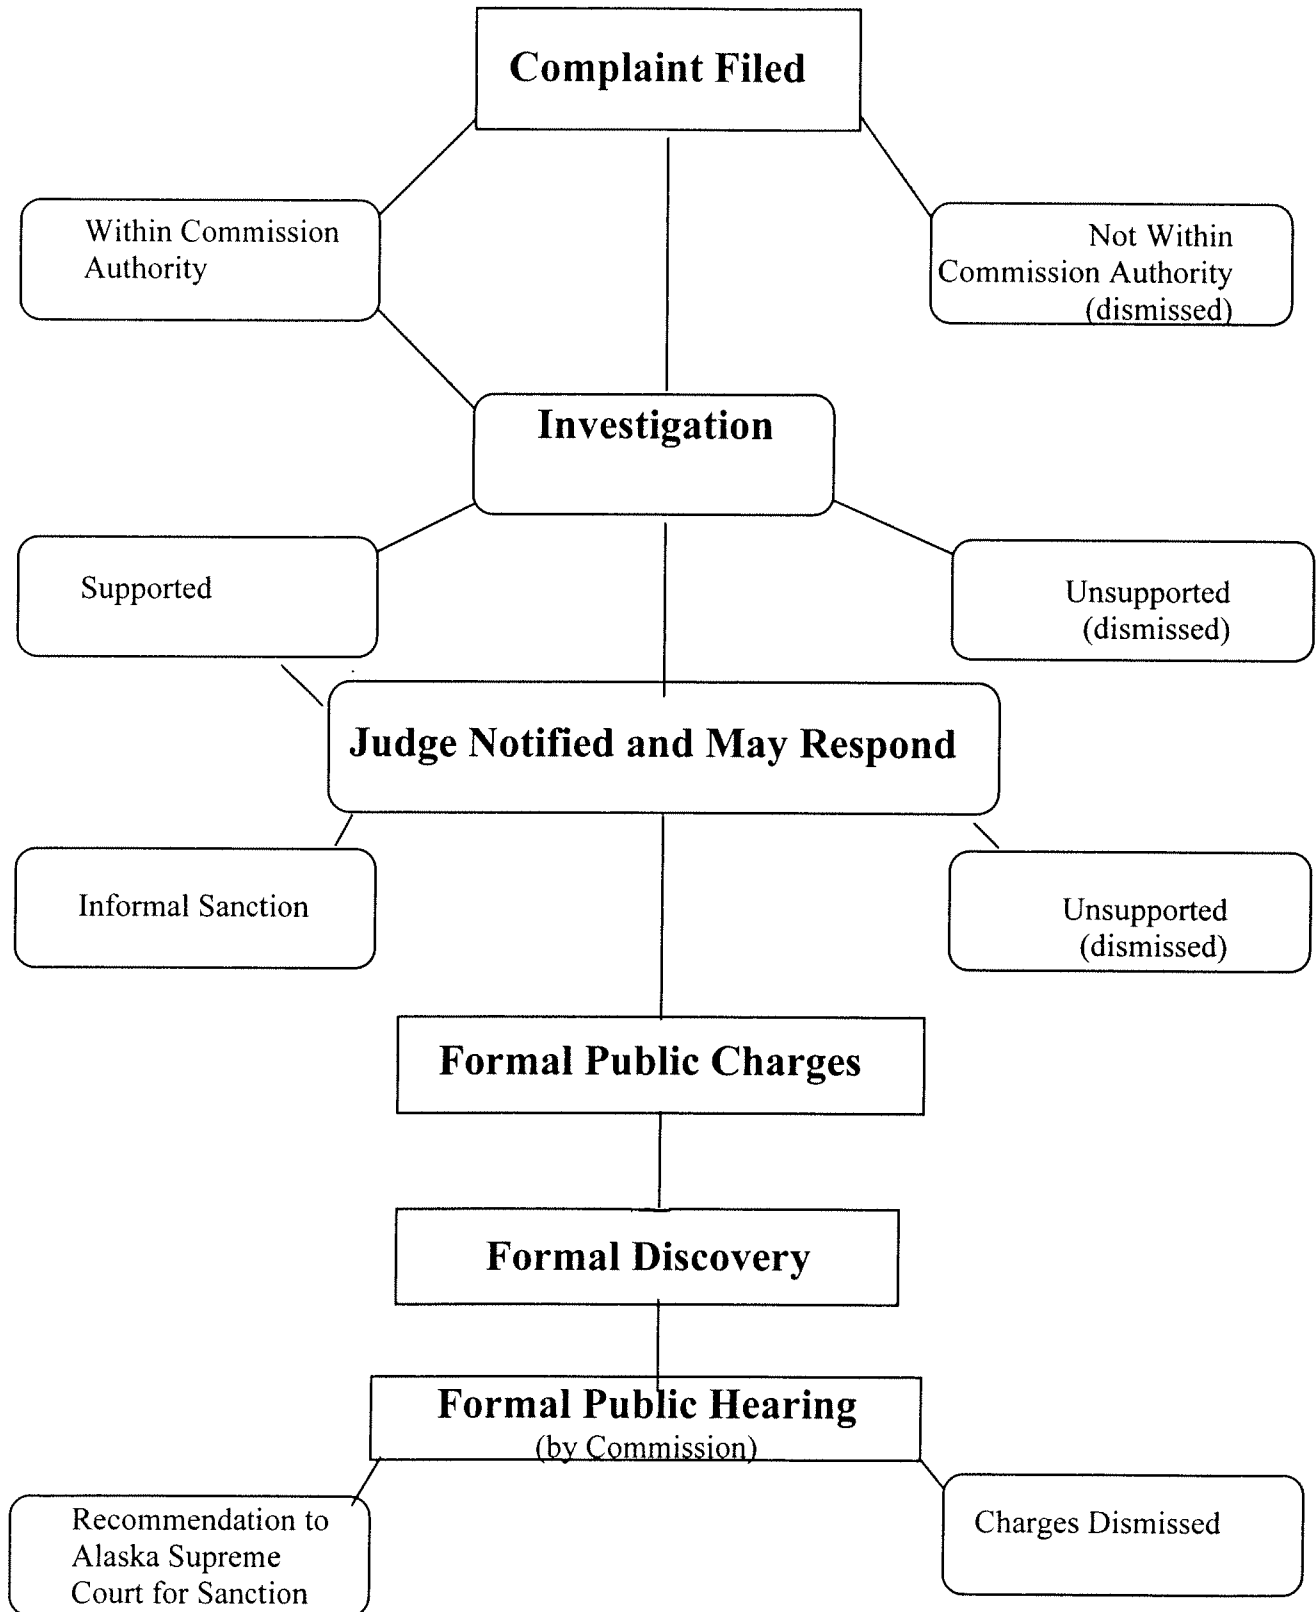 Complaint Filed
Within Commission
Authority
Not Within
Commission Authority
(dismissed)
Investigation
Supported
Unsupported
(dismissed)
Judge Notified and May Respond
Informal Sanction
Unsupported
(dismissed)
Formal Public Charges
Formal Discovery
Formal Public Hearing
(by Commission)
Recommendation to
Alaska Supreme
Court for Sanction
Charges Dismissed